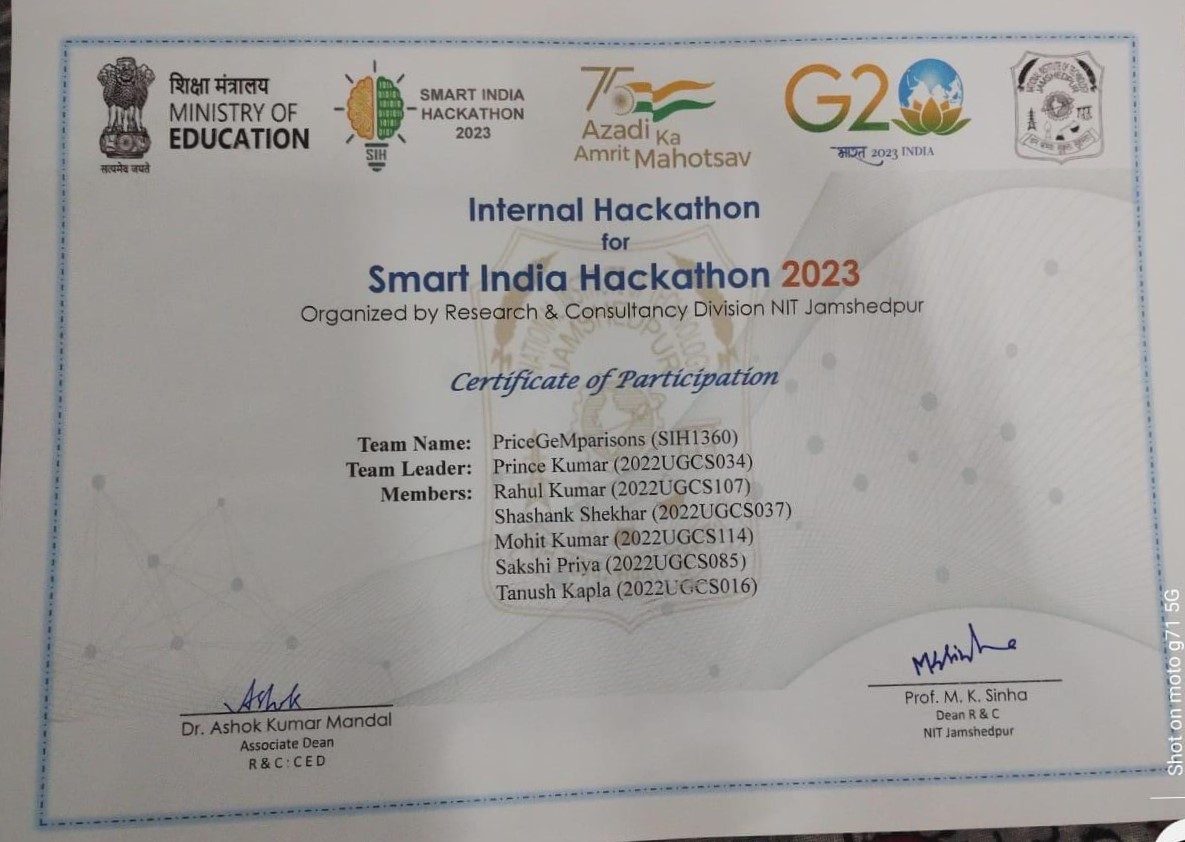 शिक्षा मंत्रालय
MINISTRY OF
EDUCATION
सत्यमेव जयते
SIH
SMART INDIA
HACKATHON
2023
75
Azadi Ka
Amrit Mahotsav
G20
भारत 2023 INDIA
Internal Hackathon
for
Smart India Hackathon 2023
Organized by Research & Consultancy Division NIT Jamshedpur
Certificate of Participation
Team Name: PriceGeMparisons (SIH1360)
Team Leader: Prince Kumar (2022UGCS034)
Members: Rahul Kumar (2022UGCS107)
Shashank Shekhar (2022UGCS037)
Mohit Kumar (2022UGCS114)
Sakshi Priya (2022UGCS085)
Tanush Kapla (2022UGCS016)
Ashok
Dr. Ashok Kumar Mandal
Associate Dean
R & C : CED
MKSinha
Prof. M. K. Sinha
Dean R & C
NIT Jamshedpur
Shot on moto g71 5G